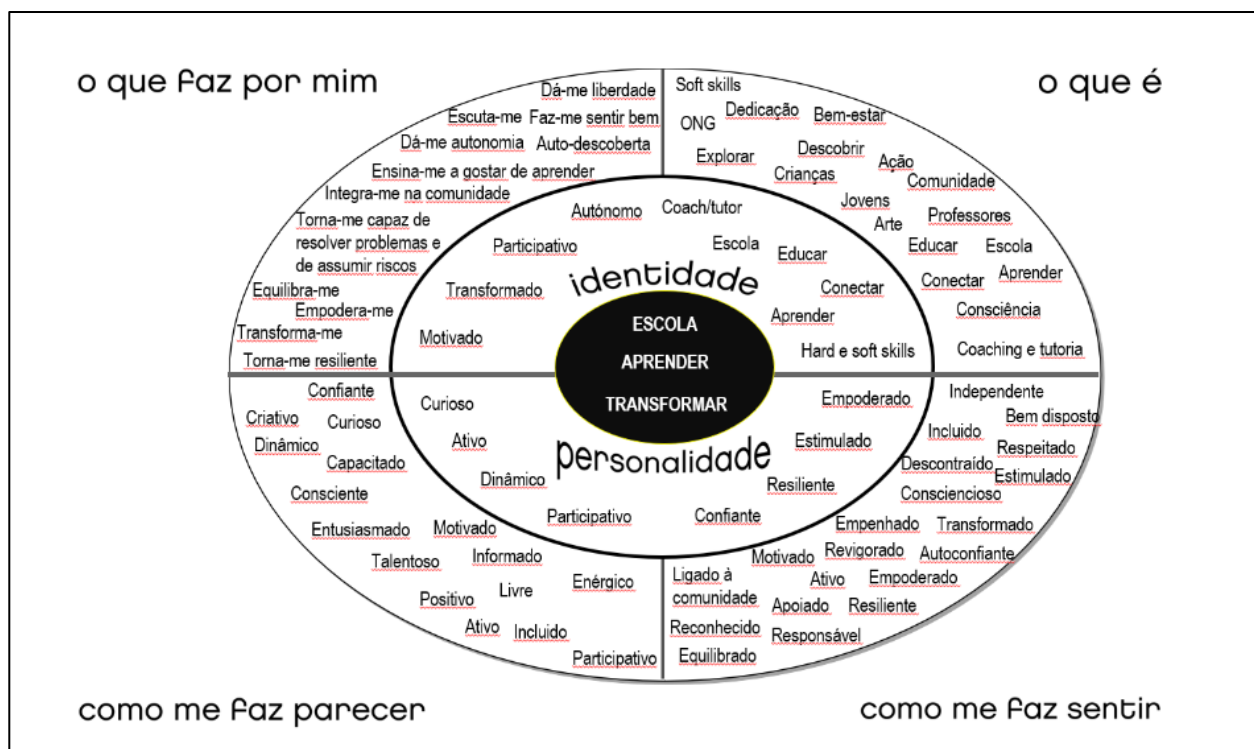 o que faz por mim
o que é
Dá-me liberdade
Escuta-me
Faz-me sentir bem
Dá-me autonomia
Auto-descoberta
Ensina-me a gostar de aprender
Integra-me na comunidade
Torna-me capaz de
resolver problemas e
de assumir riscos
Equilibra-me
Empodera-me
Transforma-me
Torna-me resiliente
Soft skills
ONG
Dedicação
Bem-estar
Explorar
Descobrir
Crianças
Ação
Comunidade
Jovens
Arte
Professores
Educar
Escola
Conectar
Aprender
Consciência
Coaching e tutoria
Autónomo
Coach/tutor
Participativo
Escola
Educar
Transformado
Conectar
Motivado
Aprender
Hard e soft skills
identidade
ESCOLA
APRENDER
TRANSFORMAR
personalidade
Curioso
Empoderado
Ativo
Estimulado
Dinâmico
Resiliente
Participativo
Confiante
Confiante
Criativo
Curioso
Dinâmico
Capacitado
Consciente
Entusiasmado
Motivado
Talentoso
Informado
Enérgico
Positivo
Livre
Ativo
Incluido
Participativo
Independente
Bem disposto
Incluido
Respeitado
Descontraído
Estimulado
Consciencioso
Empenhado
Transformado
Motivado
Revigorado
Autoconfiante
Ligado à
comunidade
Ativo
Empoderado
Apoiado
Resiliente
Reconhecido
Responsável
Equilibrado
como me faz parecer
como me faz sentir